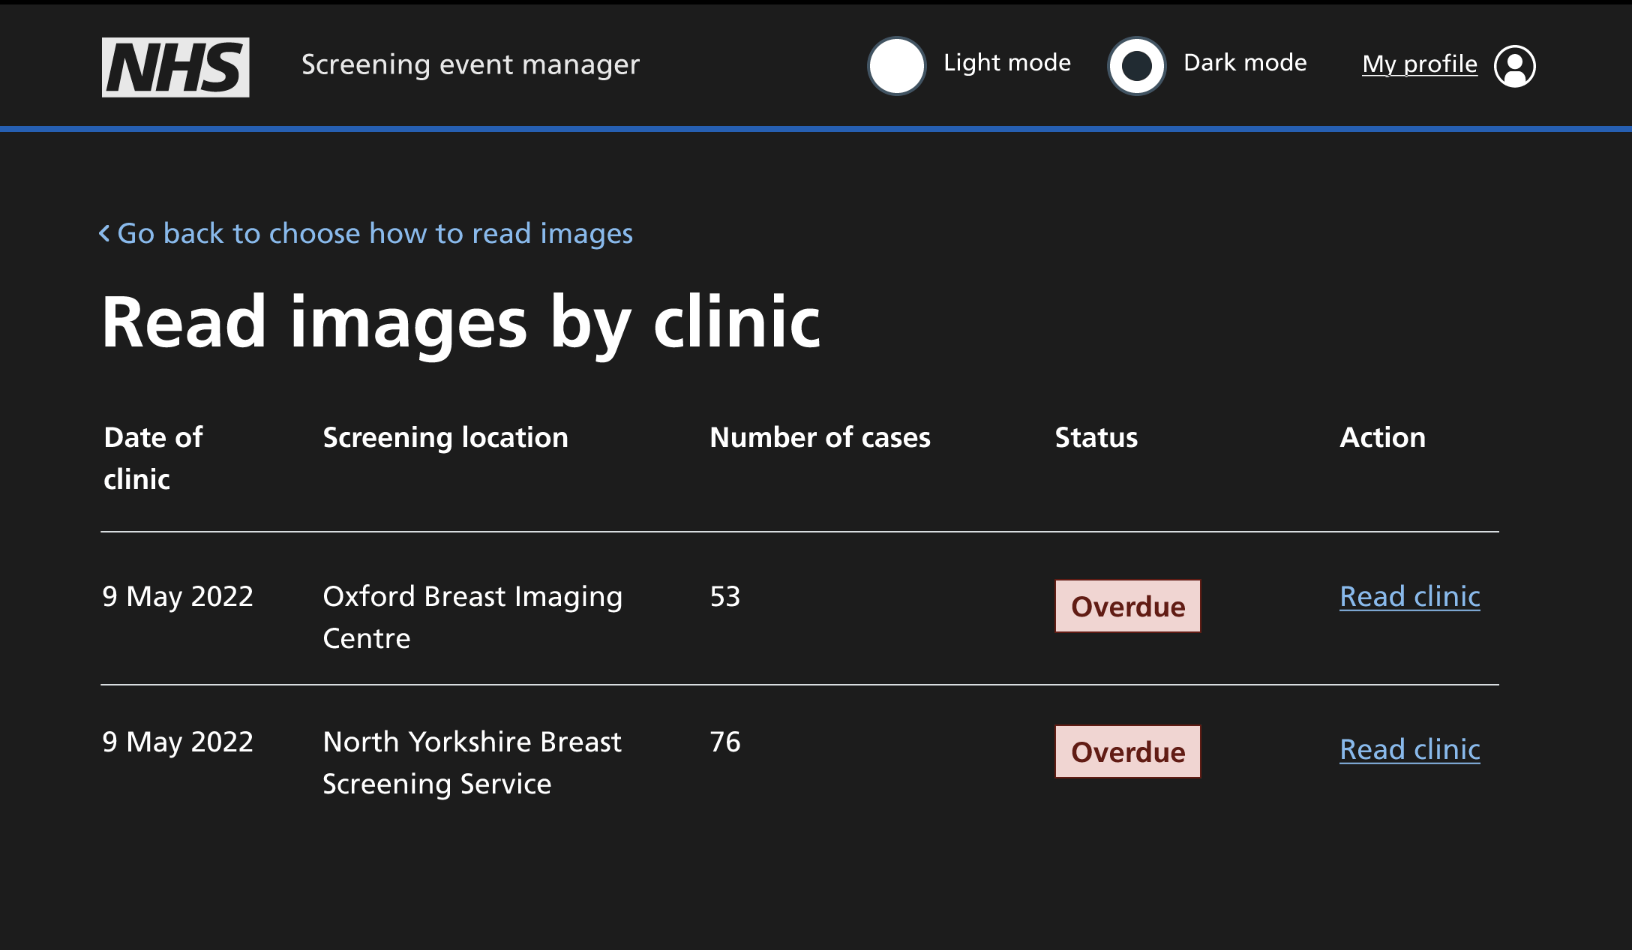 NHS Screening event manager Light mode Dark mode My profile
Go back to choose how to read images
Read images by clinic
Date of clinic Screening location Number of cases Status Action
9 May 2022 Oxford Breast Imaging Centre 53 Overdue Read clinic
9 May 2022 North Yorkshire Breast Screening Service 76 Overdue Read clinic